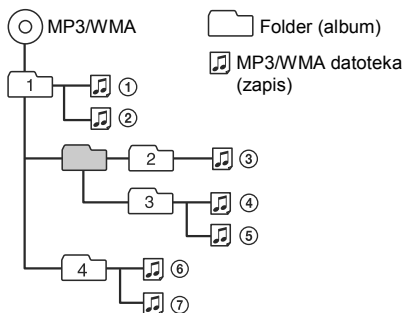 MP3/WMA
Folder (album)
MP3/WMA datoteka
(zapis)
1
①
②
2
③
3
④
⑤
4
⑥
⑦